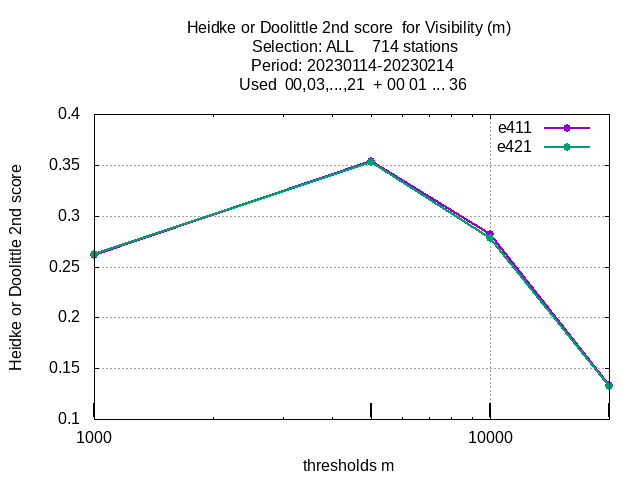 Heidke or Doolittle 2nd score  for Visibility (m)
Selection: ALL    714 stations
Period: 20230114-20230214
Used  00,03,...,21  + 00 01 ... 36
e411
e421
Heidke or Doolittle 2nd score
0.4
0.35
0.3
0.25
0.2
0.15
0.1
1000
10000
thresholds m